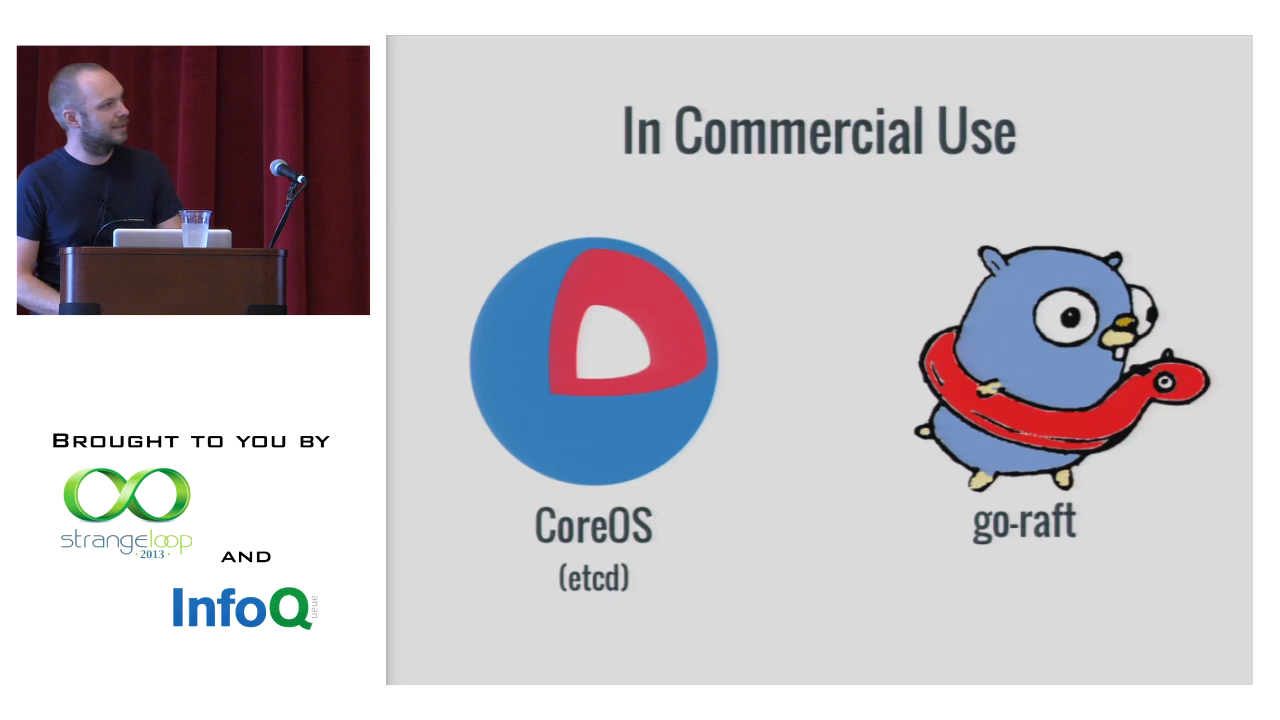 In Commercial Use
CoreOS
(etcd)
go-raft
BROUGHT TO YOU BY
strangeloop
· 2013 ·
AND
InfoQ